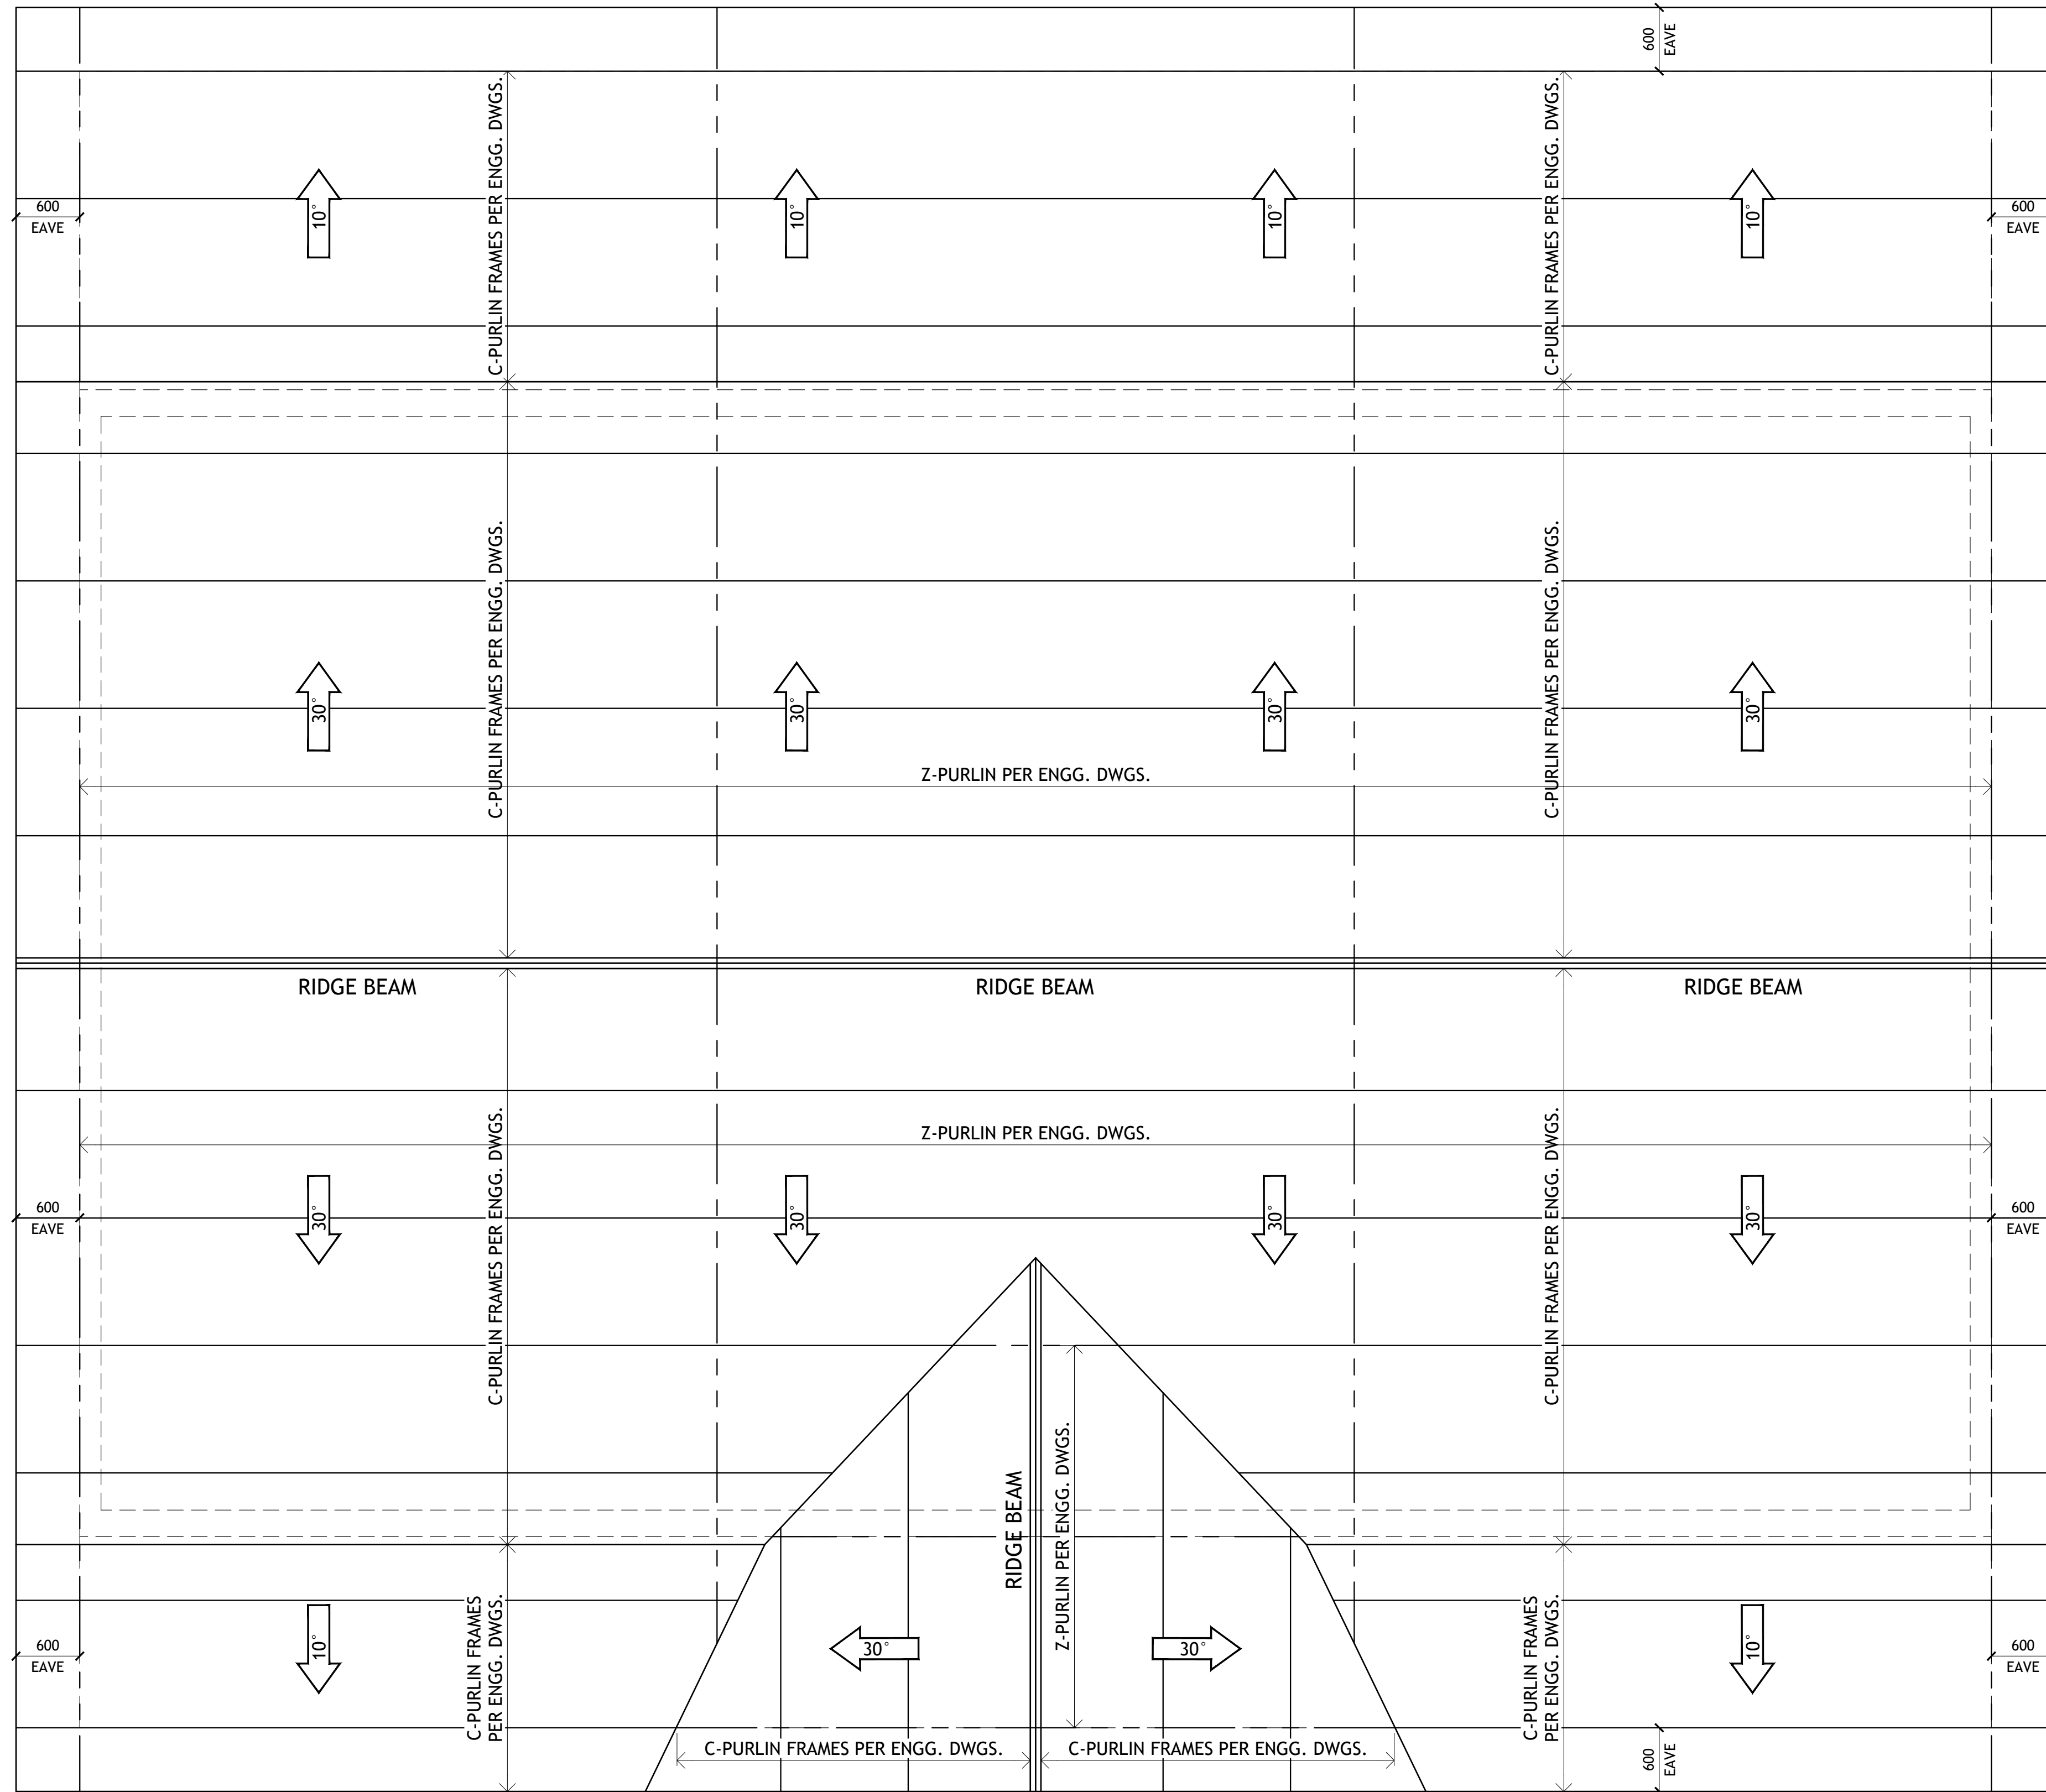 600
EAVE
C-PURLIN FRAMES PER ENGG. DWGS.
C-PURLIN FRAMES PER ENGG. DWGS.
600
EAVE
10°
10°
10°
10°
600
EAVE
C-PURLIN FRAMES PER ENGG. DWGS.
C-PURLIN FRAMES PER ENGG. DWGS.
30°
30°
30°
30°
Z-PURLIN PER ENGG. DWGS.
RIDGE BEAM
RIDGE BEAM
RIDGE BEAM
Z-PURLIN PER ENGG. DWGS.
C-PURLIN FRAMES PER ENGG. DWGS.
C-PURLIN FRAMES PER ENGG. DWGS.
600
EAVE
30°
30°
30°
30°
600
EAVE
RIDGE BEAM
Z-PURLIN PER ENGG. DWGS.
600
EAVE
10°
C-PURLIN FRAMES
PER ENGG. DWGS.
30°
30°
C-PURLIN FRAMES
PER ENGG. DWGS.
10°
600
EAVE
C-PURLIN FRAMES PER ENGG. DWGS.
C-PURLIN FRAMES PER ENGG. DWGS.
600
EAVE